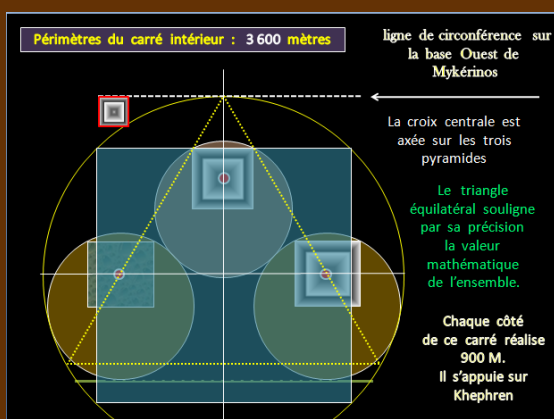 Périmètres du carré intérieur : 3 600 mètres
ligne de circonférence sur
la base Ouest de
Mykérinos
La croix centrale est
axée sur les trois
pyramides
Le triangle
équilatéral souligne
par sa précision
la valeur
mathématique
de l'ensemble.
Chaque côté
de ce carré réalise
900 M.
Il s'appuie sur
Khephren